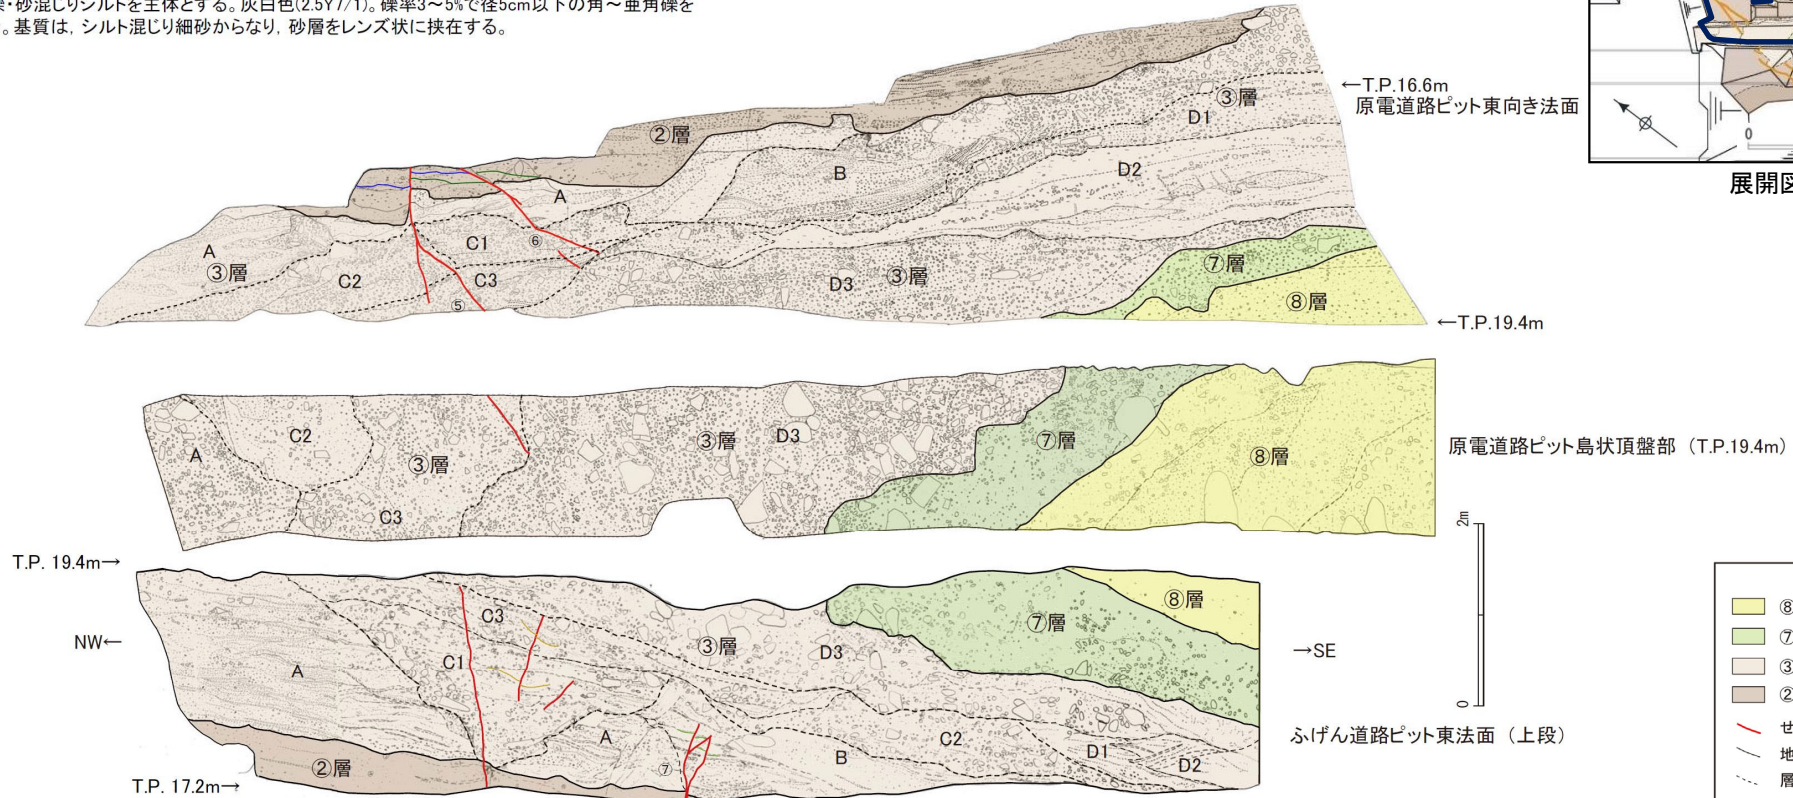 ・砂混じりシルトを主体とする。灰白色(2.5Y7/1)。礫率3～5%で径5cm以下の角～亜角礫を
。基質は，シルト混じり細砂からなり，砂層をレンズ状に挟在する。
0
展開図
←T.P.16.6m
原電道路ピット東向き法面
②層
③層
D1
B
D2
A
A
③層
C1
⑥
C2
C3
⑤
D3
③層
⑦層
⑧層
←T.P.19.4m
A
C2
③層
C3
③層
D3
⑦層
⑧層
原電道路ピット島状頂盤部（T.P.19.4m）
2m
0
T.P. 19.4m→
NW←
C3
C1
A
③層
D3
⑦層
⑧層
→SE
A
⑦
B
C2
D1
D2
②層
ふげん道路ピット東法面（上段）
T.P. 17.2m→
⑧
⑦
③
②
せ
地
層